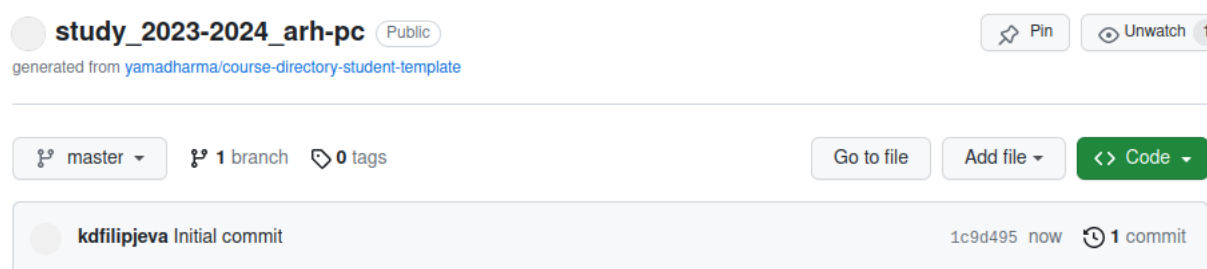 study_2023-2024_arh-pc Public Pin Unwatch
generated from yamadharma/course-directory-student-template
master 1 branch 0 tags Go to file Add file Code
kdfilipjeva Initial commit 1c9d495 now 1 commit